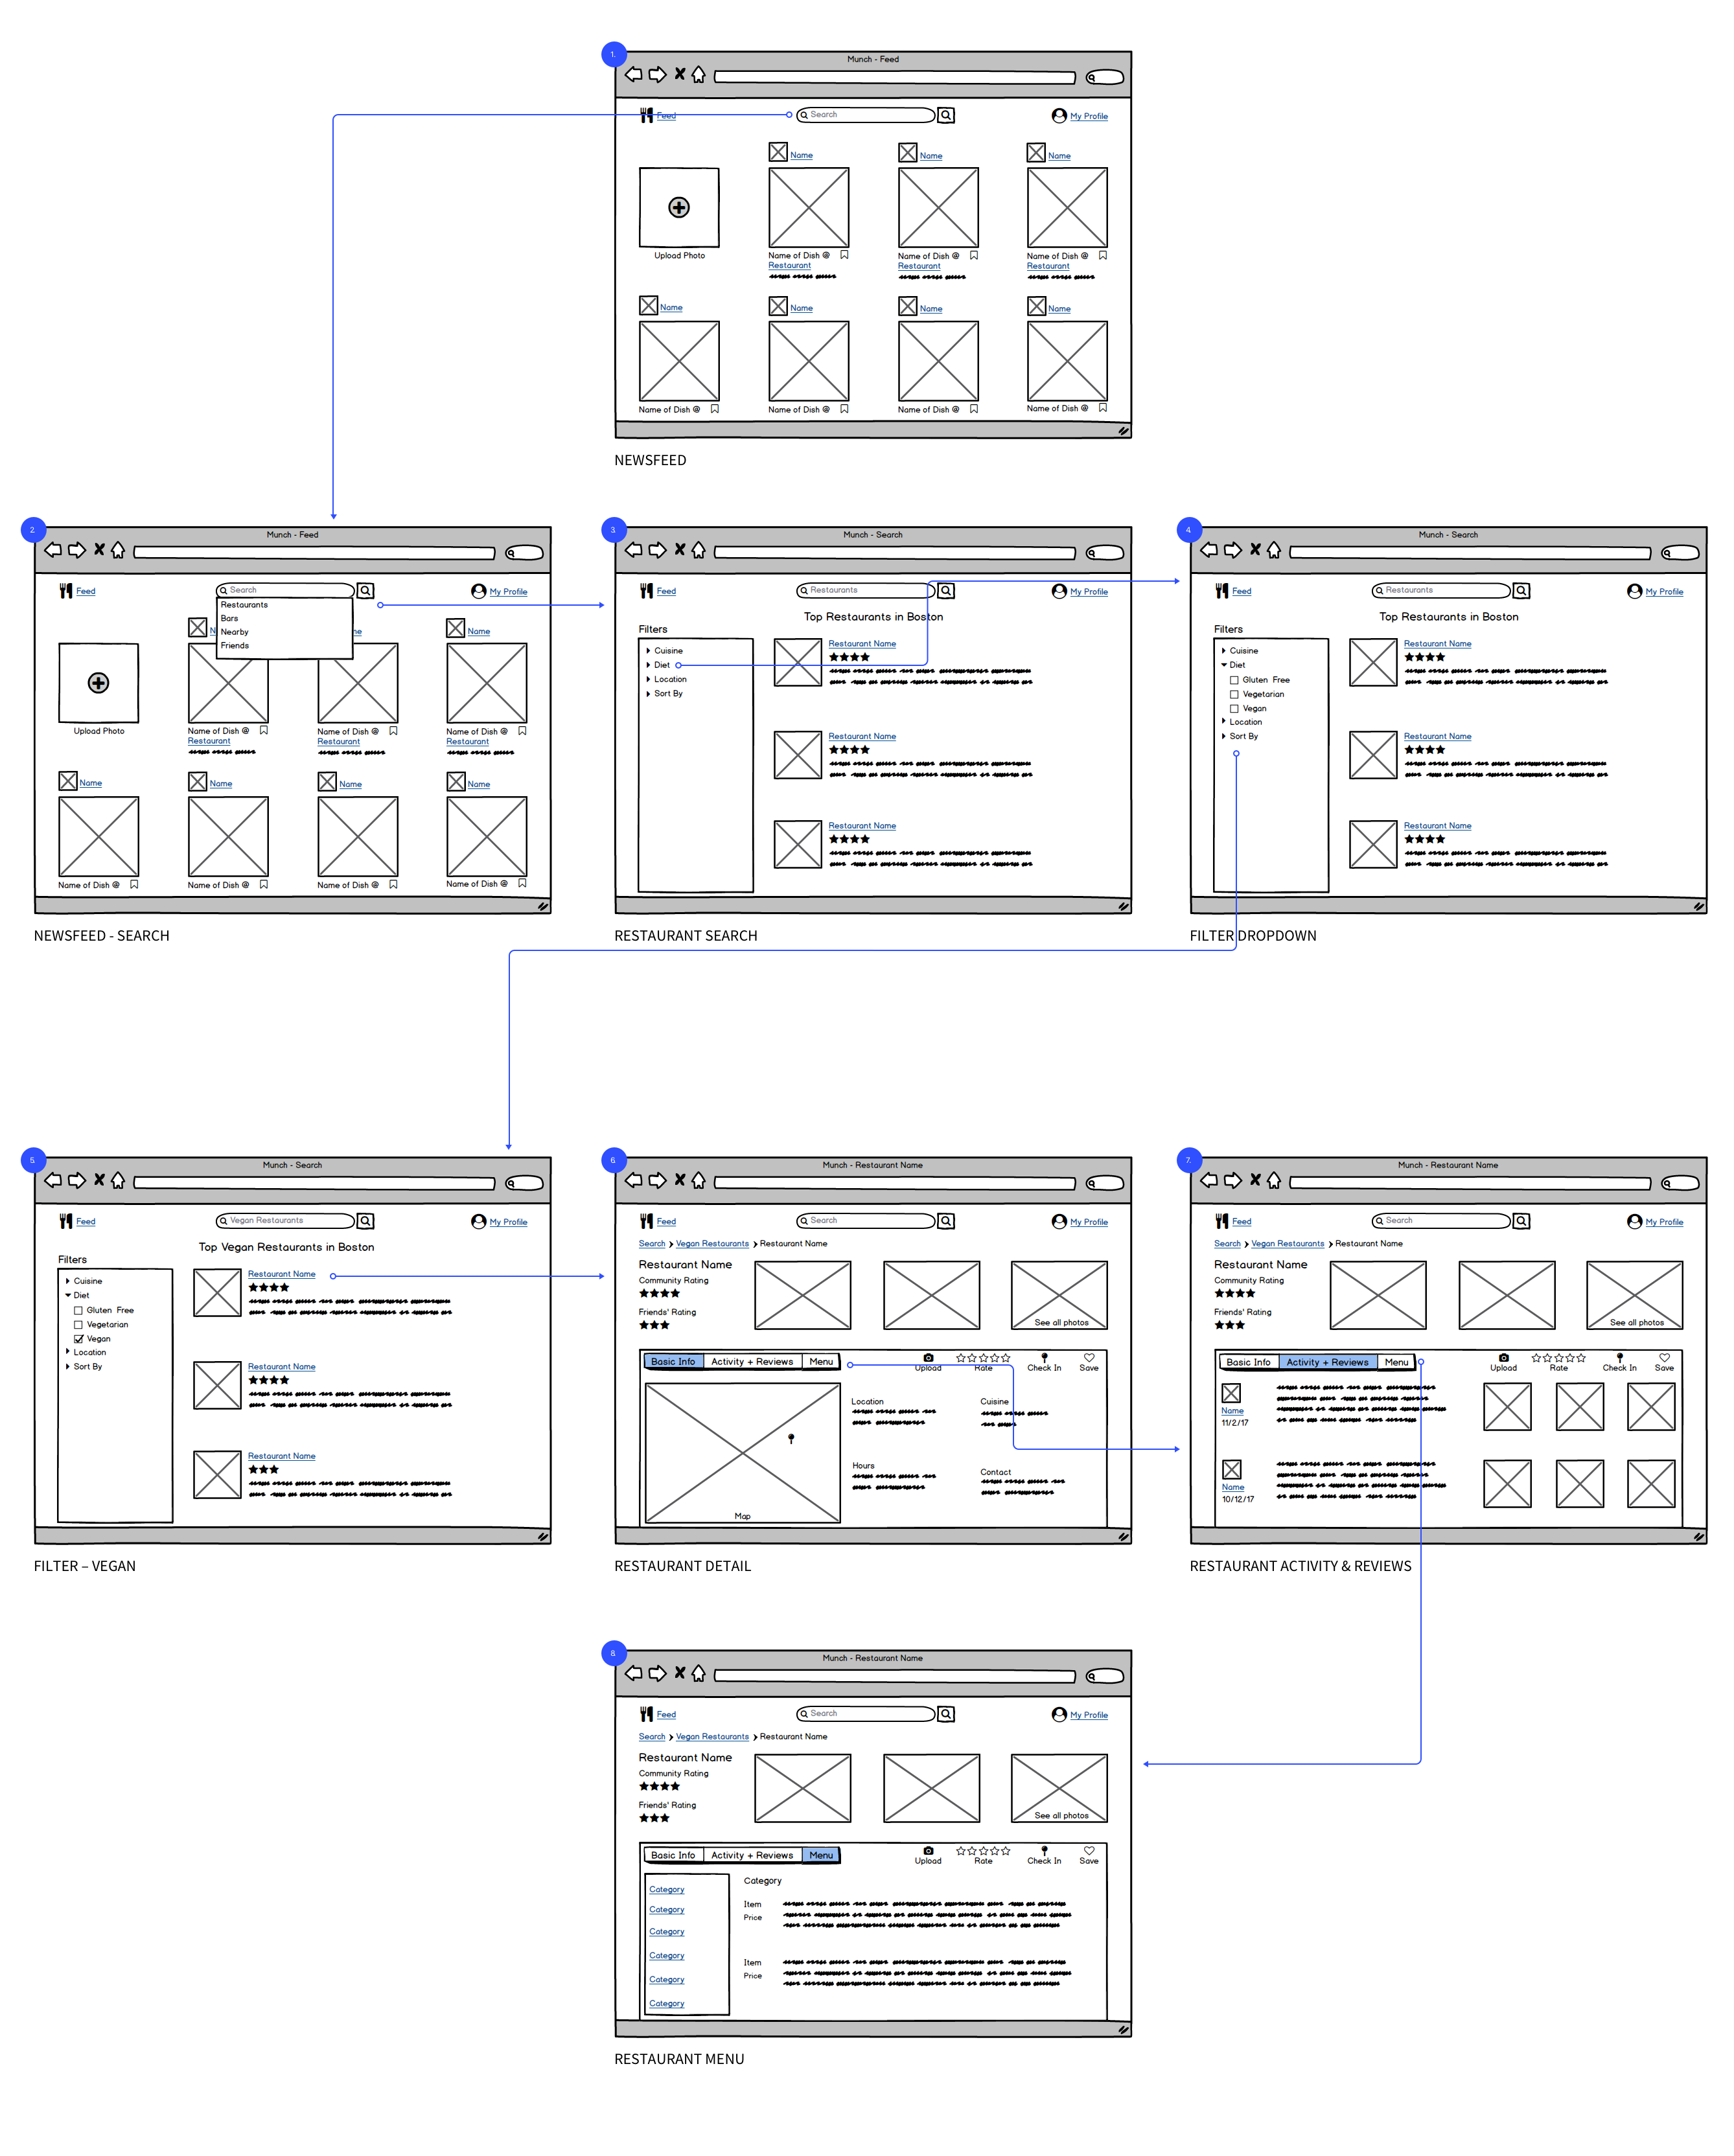 1.
Munch - Feed
Feed
Search
My Profile
Name
Name
Name
Upload Photo
Name of Dish @
Restaurant
Name of Dish @
Restaurant
Name of Dish @
Restaurant
Name
Name
Name
Name
Name of Dish @
Name of Dish @
Name of Dish @
Name of Dish @
NEWSFEED
2.
Munch - Feed
Feed
Search
My Profile
Restaurants
Bars
Nearby
Friends
Name
Upload Photo
Name of Dish @
Restaurant
Name of Dish @
Restaurant
Name of Dish @
Restaurant
Name
Name
Name
Name
Name of Dish @
Name of Dish @
Name of Dish @
Name of Dish @
NEWSFEED - SEARCH
3.
Munch - Search
Feed
Restaurants
My Profile
Top Restaurants in Boston
Filters
Cuisine
Diet
Location
Sort By
Restaurant Name
Restaurant Name
Restaurant Name
RESTAURANT SEARCH
4.
Munch - Search
Feed
Restaurants
My Profile
Top Restaurants in Boston
Filters
Cuisine
Diet
Gluten Free
Vegetarian
Vegan
Location
Sort By
Restaurant Name
Restaurant Name
Restaurant Name
FILTER DROPDOWN
5.
Munch - Search
Feed
Vegan Restaurants
My Profile
Top Vegan Restaurants in Boston
Filters
Cuisine
Diet
Gluten Free
Vegetarian
Vegan
Location
Sort By
Restaurant Name
Restaurant Name
Restaurant Name
FILTER – VEGAN
6.
Munch - Restaurant Name
Feed
Search
My Profile
Search > Vegan Restaurants > Restaurant Name
Restaurant Name
Community Rating
Friends' Rating
See all photos
Basic Info Activity + Reviews Menu
Upload Rate Check In Save
Location
Cuisine
Hours
Contact
Map
RESTAURANT DETAIL
7.
Munch - Restaurant Name
Feed
Search
My Profile
Search > Vegan Restaurants > Restaurant Name
Restaurant Name
Community Rating
Friends' Rating
See all photos
Basic Info Activity + Reviews Menu
Upload Rate Check In Save
Name
11/2/17
Name
10/12/17
RESTAURANT ACTIVITY & REVIEWS
8.
Munch - Restaurant Name
Feed
Search
My Profile
Search > Vegan Restaurants > Restaurant Name
Restaurant Name
Community Rating
Friends' Rating
See all photos
Basic Info Activity + Reviews Menu
Upload Rate Check In Save
Category
Category
Category
Category
Category
Category
Category
Item
Price
Item
Price
RESTAURANT MENU